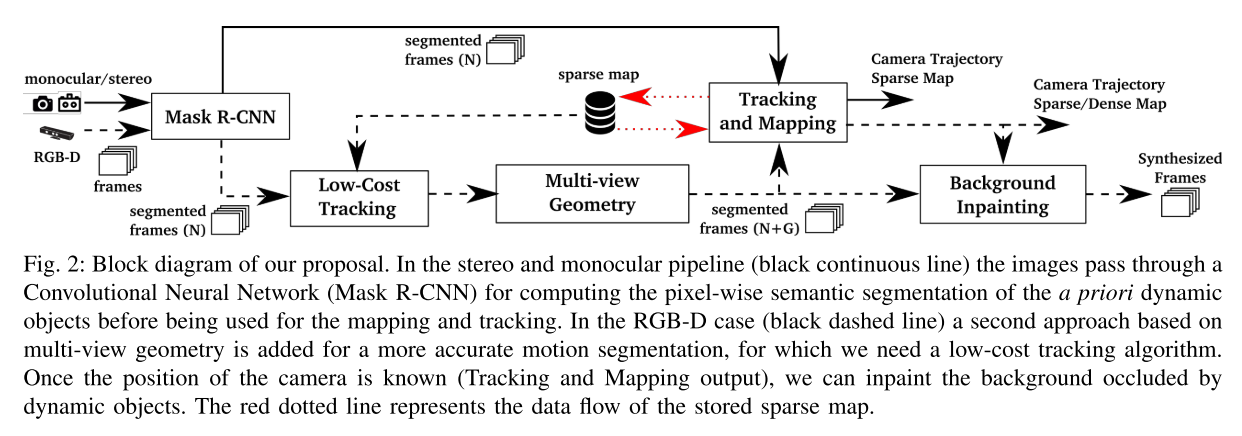 segmented
frames (N)
Camera Trajectory
Sparse Map
monocular/stereo
sparse map
Camera Trajectory
Sparse/Dense Map
Mask R-CNN
Tracking
and Mapping
RGB-D
frames
Synthesized
Frames
Low-Cost
Tracking
Multi-view
Geometry
Background
Inpainting
segmented
frames (N)
segmented
frames (N+G)
Fig. 2: Block diagram of our proposal. In the stereo and monocular pipeline (black continuous line) the images pass through a
Convolutional Neural Network (Mask R-CNN) for computing the pixel-wise semantic segmentation of the a priori dynamic
objects before being used for the mapping and tracking. In the RGB-D case (black dashed line) a second approach based on
multi-view geometry is added for a more accurate motion segmentation, for which we need a low-cost tracking algorithm.
Once the position of the camera is known (Tracking and Mapping output), we can inpaint the background occluded by
dynamic objects. The red dotted line represents the data flow of the stored sparse map.